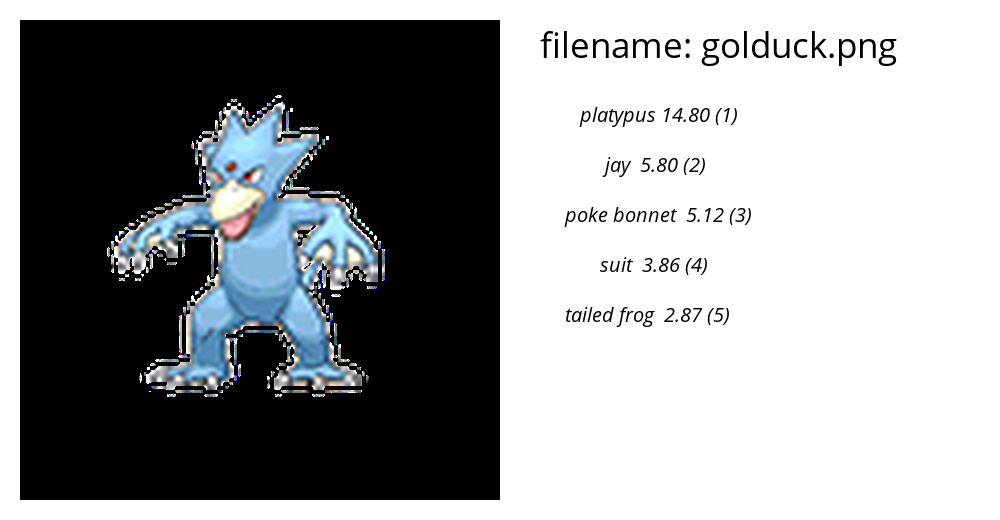 filename: golduck.png
platypus 14.80 (1)
jay 5.80 (2)
poke bonnet 5.12 (3)
suit 3.86 (4)
tailed frog 2.87 (5)